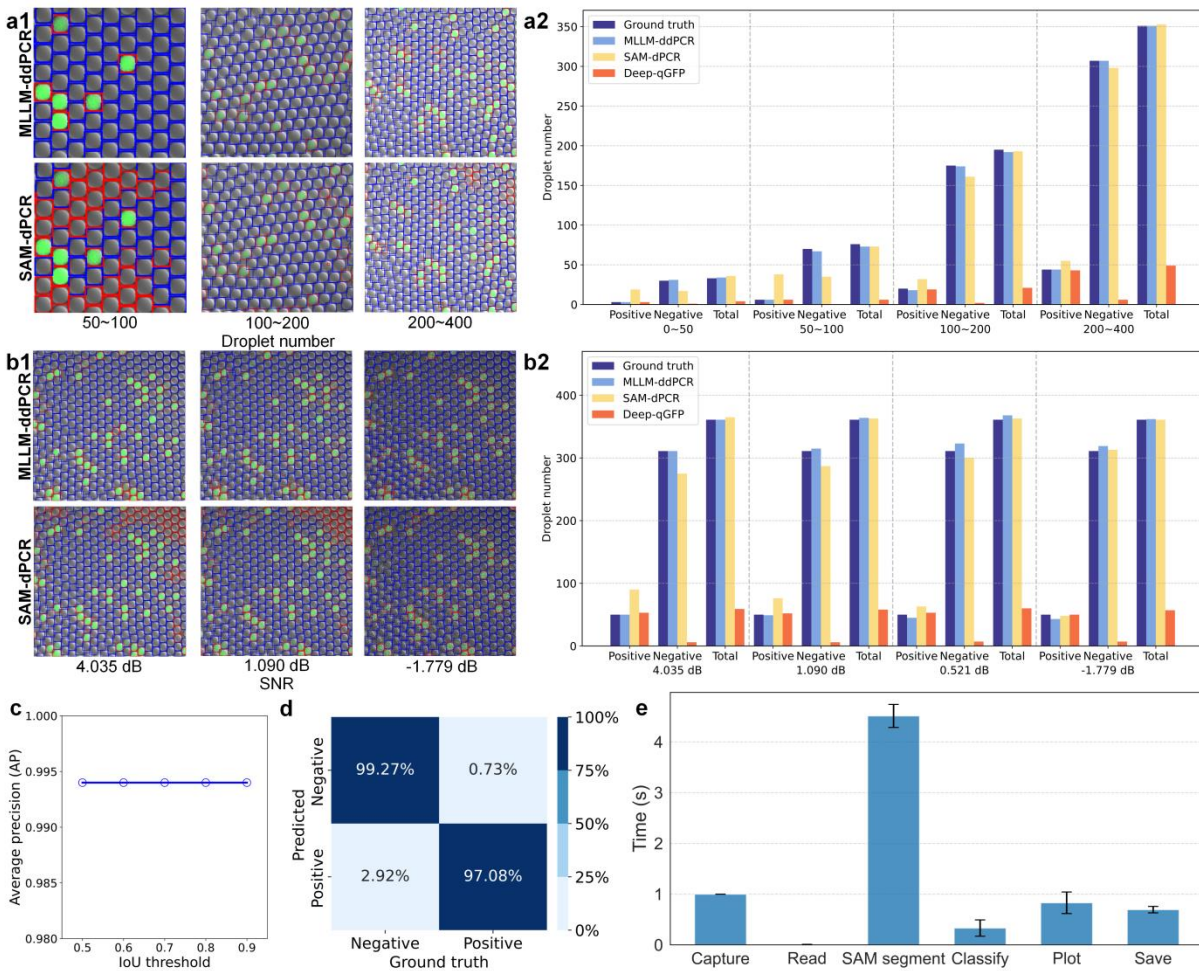 a1
MLLM-ddPCR
SAM-dPCR
50~100
100~200
200~400
Droplet number
a2
Droplet number
350
300
250
200
150
100
50
0
Ground truth
MLLM-ddPCR
SAM-dPCR
Deep-qGFP
Positive Negative Total Positive Negative Total Positive Negative Total Positive Negative Total
0~50 50~100 100~200 200~400
b1
MLLM-ddPCR
SAM-dPCR
4.035 dB
1.090 dB
-1.779 dB
SNR
b2
Droplet number
400
300
200
100
0
Ground truth
MLLM-ddPCR
SAM-dPCR
Deep-qGFP
Positive Negative Total Positive Negative Total Positive Negative Total Positive Negative Total
4.035 dB 1.090 dB 0.521 dB -1.779 dB
c
Average precision (AP)
1.000
0.995
0.990
0.985
0.980
0.5 0.6 0.7 0.8 0.9
IoU threshold
d
Predicted
Negative
Positive
99.27% 0.73%
2.92% 97.08%
Negative Positive
Ground truth
100%
75%
50%
25%
0%
e
Time (s)
4
3
2
1
0
Capture Read SAM segment Classify Plot Save